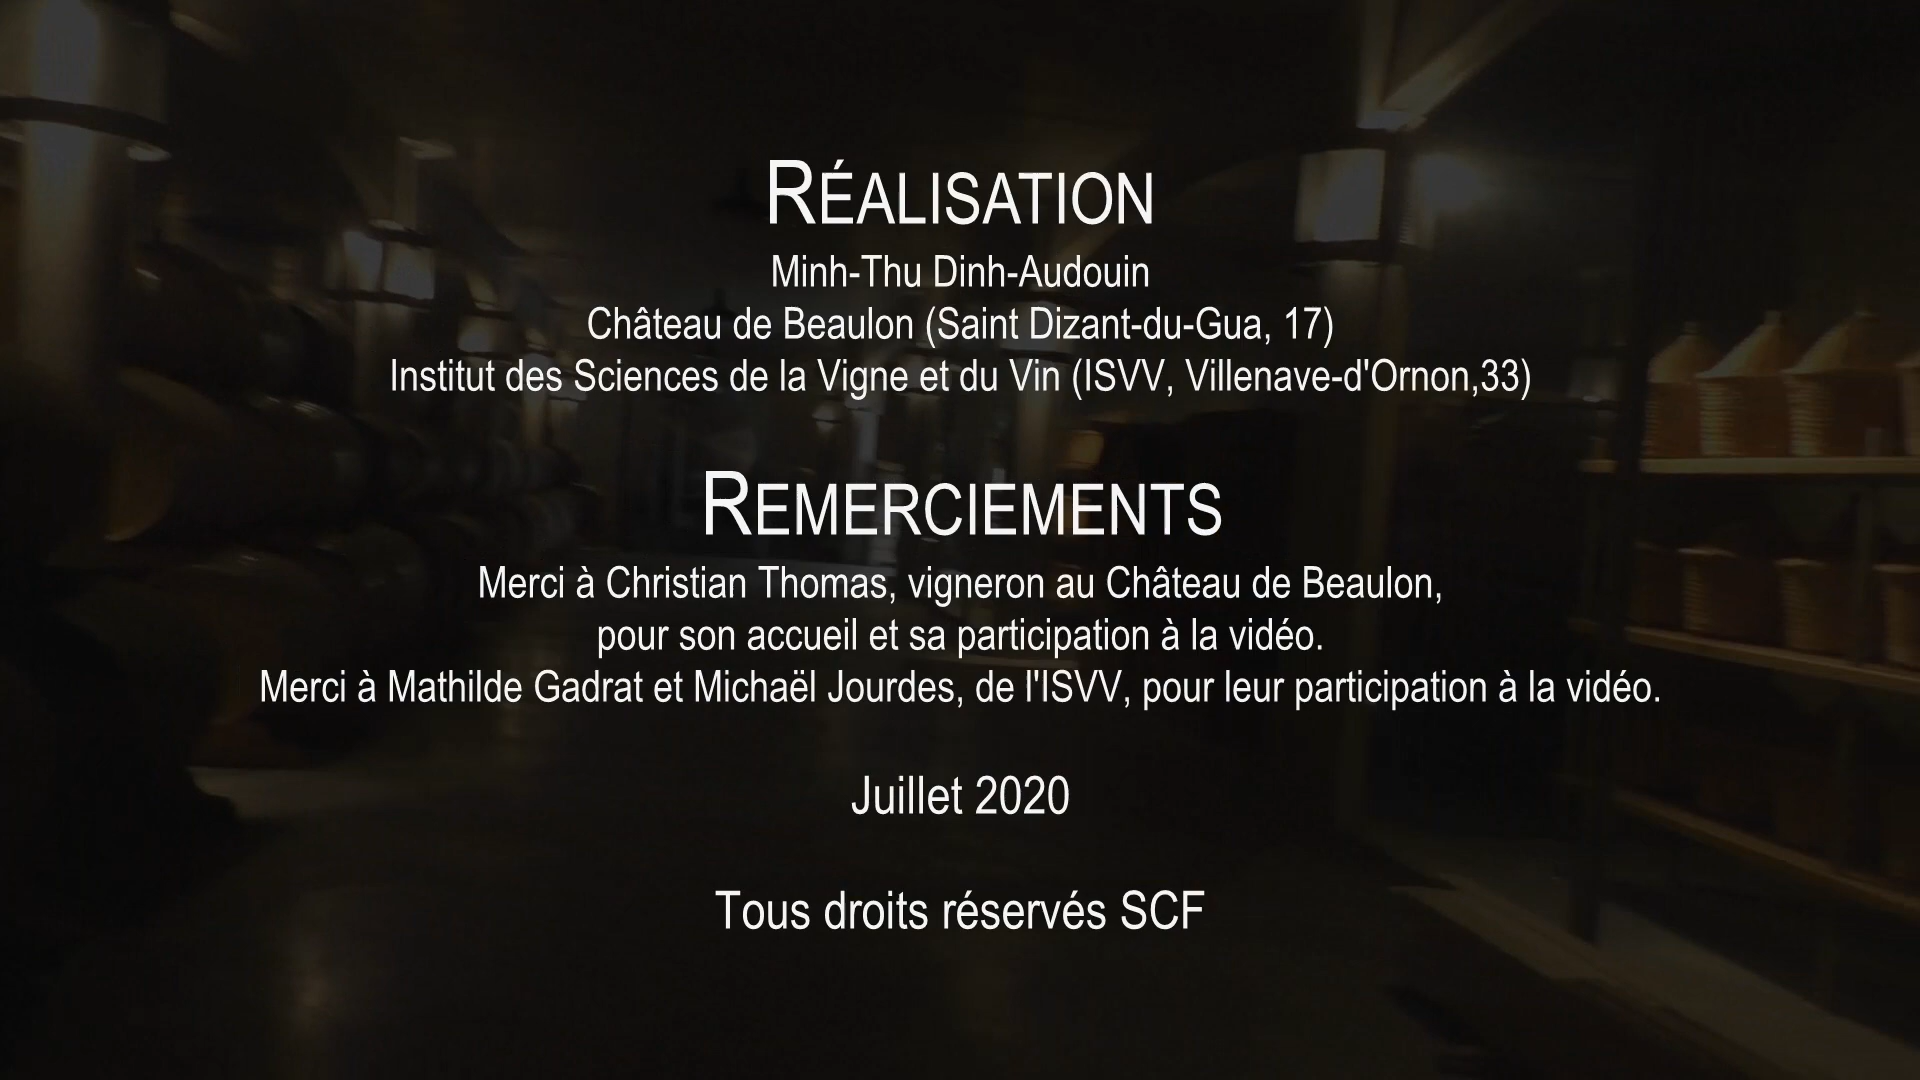 RÉALISATION
Minh-Thu Dinh-Audouin
Château de Beaulon (Saint Dizant-du-Gua, 17)
Institut des Sciences de la Vigne et du Vin (ISVV, Villenave-d'Ornon,33)
REMERCIEMENTS
Merci à Christian Thomas, vigneron au Château de Beaulon,
pour son accueil et sa participation à la vidéo.
Merci à Mathilde Gadrat et Michaël Jourdes, de l'ISVV, pour leur participation à la vidéo.
Juillet 2020
Tous droits réservés SCF